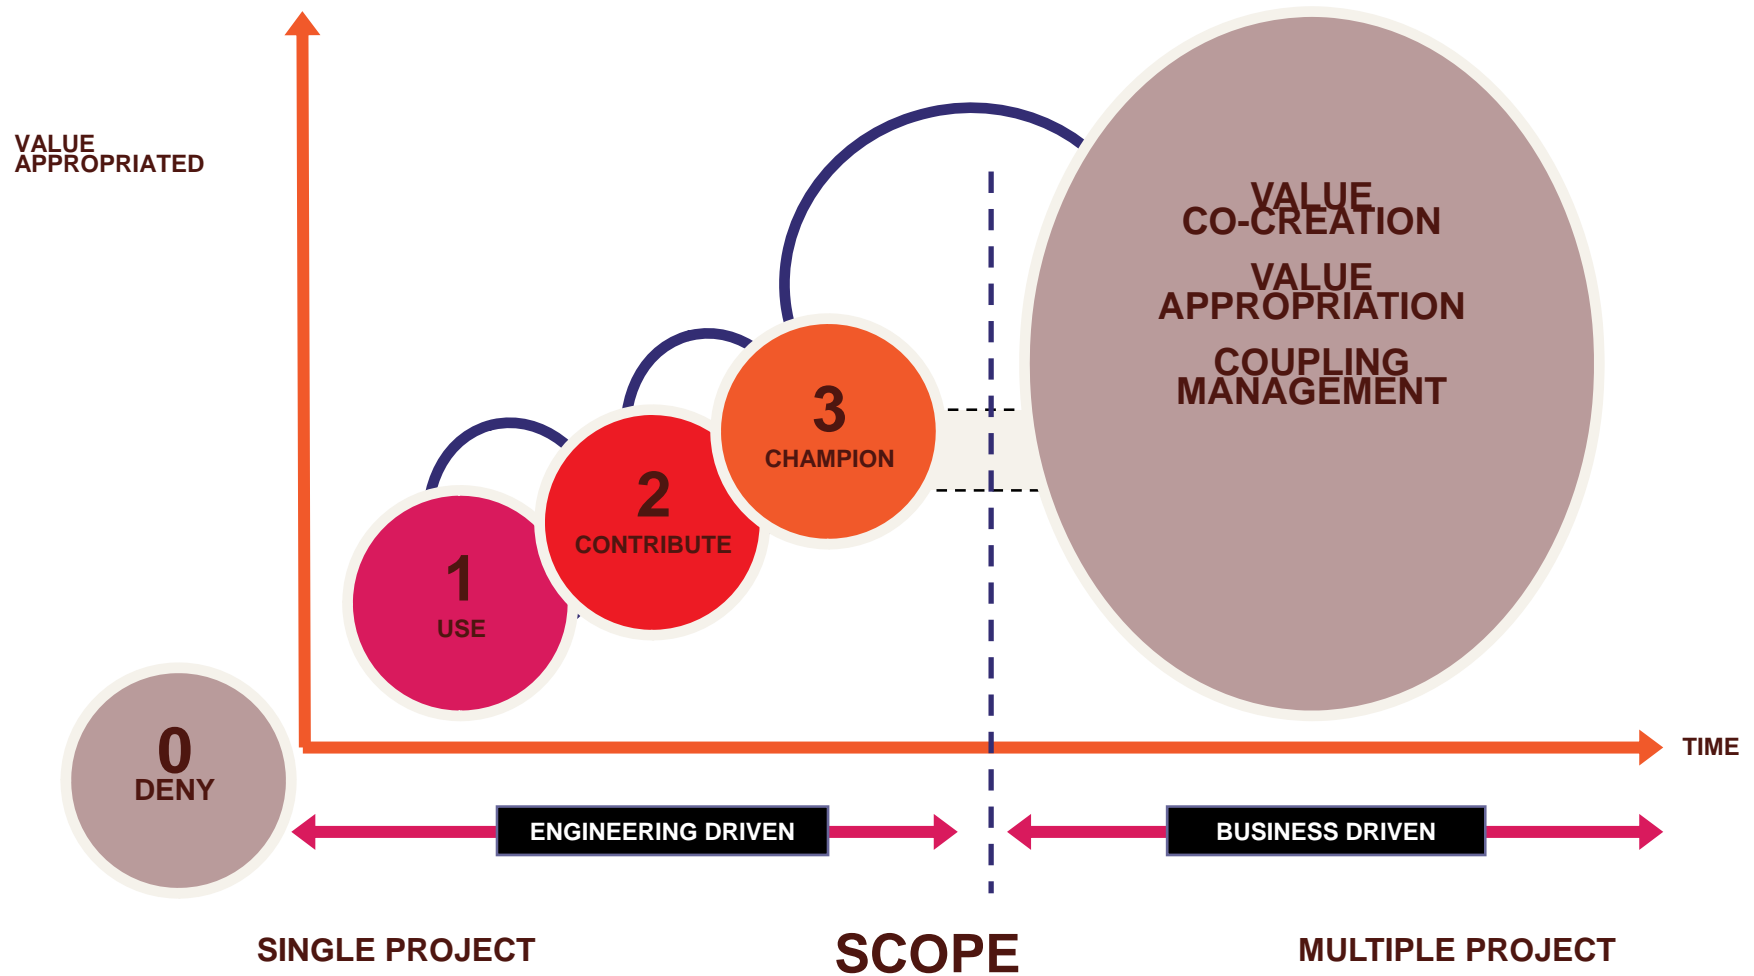 VALUE
APPROPRIATED
VALUE
CO-CREATION
VALUE
APPROPRIATION
COUPLING
MANAGEMENT
3
CHAMPION
2
CONTRIBUTE
1
USE
0
DENY
TIME
ENGINEERING DRIVEN
BUSINESS DRIVEN
SINGLE PROJECT
SCOPE
MULTIPLE PROJECT